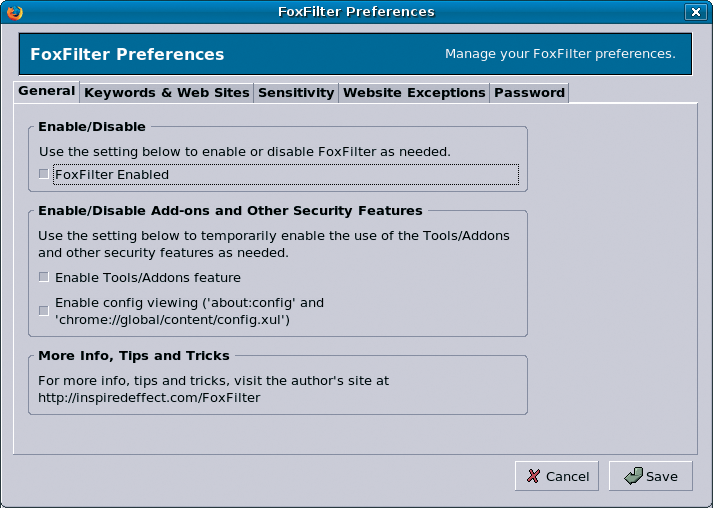 FoxFilter Preferences
FoxFilter Preferences
Manage your FoxFilter preferences.
General
Keywords & Web Sites
Sensitivity
Website Exceptions
Password
Enable/Disable
Use the setting below to enable or disable FoxFilter as needed.
FoxFilter Enabled
Enable/Disable Add-ons and Other Security Features
Use the setting below to temporarily enable the use of the Tools/Addons
and other security features as needed.
Enable Tools/Addons feature
Enable config viewing ('about:config' and
'chrome://global/content/config.xul')
More Info, Tips and Tricks
For more info, tips and tricks, visit the author's site at
http://inspiredeffect.com/FoxFilter
Cancel
Save